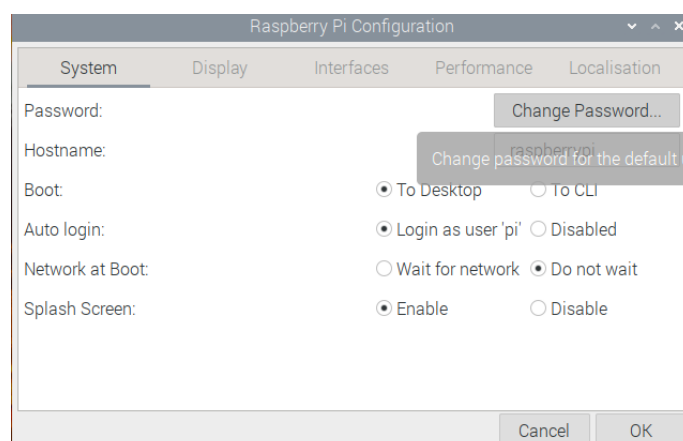 Raspberry Pi Configuration
System Display Interfaces Performance Localisation
Password: Change Password...
Hostname: raspberrypi
Change password for the default
Boot: To Desktop To CLI
Auto login: Login as user 'pi' Disabled
Network at Boot: Wait for network Do not wait
Splash Screen: Enable Disable
Cancel OK